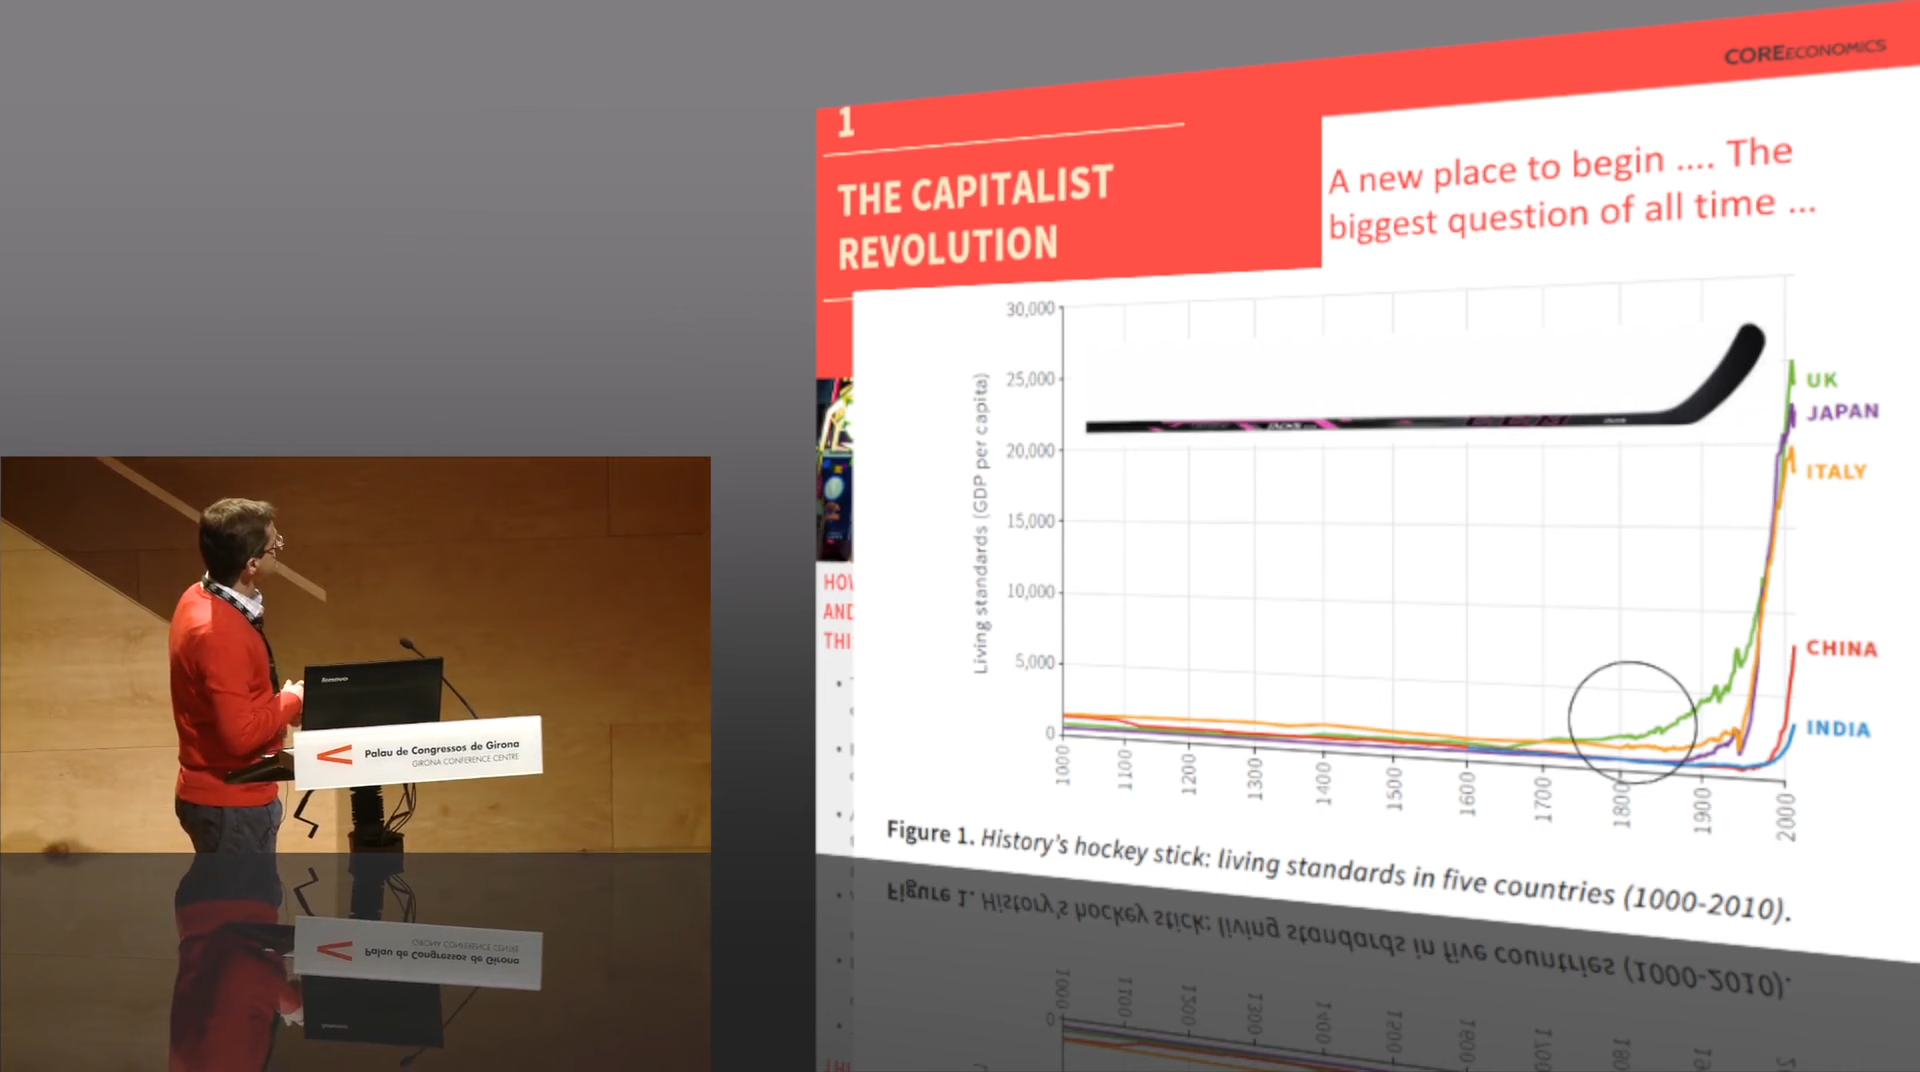 COREECONOMICS
1
THE CAPITALIST
REVOLUTION
A new place to begin .... The
biggest question of all time ...
30,000
25,000
20,000
15,000
10,000
5,000
0
Living standards (GDP per capita)
1000
1100
1200
1300
1400
1500
1600
1700
1800
1900
2000
UK
JAPAN
ITALY
CHINA
INDIA
Figure 1. History's hockey stick: living standards in five countries (1000-2010).
AND
lenovo
Palau de Congressos de Girona
GIRONA CONFERENCE CENTRE